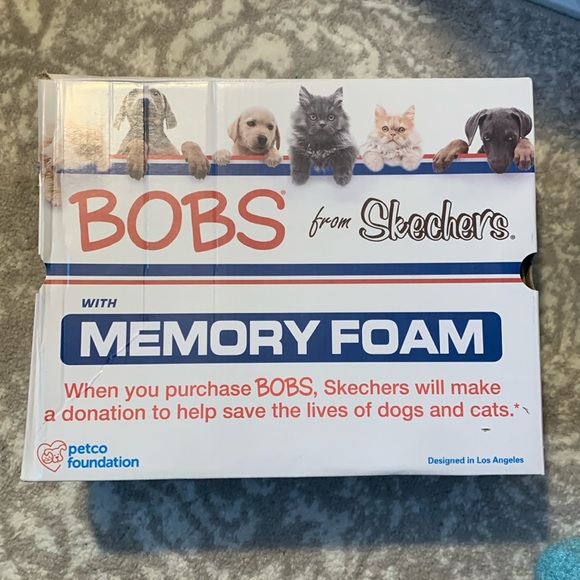 BOBS® from Skechers®
WITH
MEMORY FOAM
When you purchase BOBS, Skechers will make
a donation to help save the lives of dogs and cats.*
petco
foundation
Designed in Los Angeles